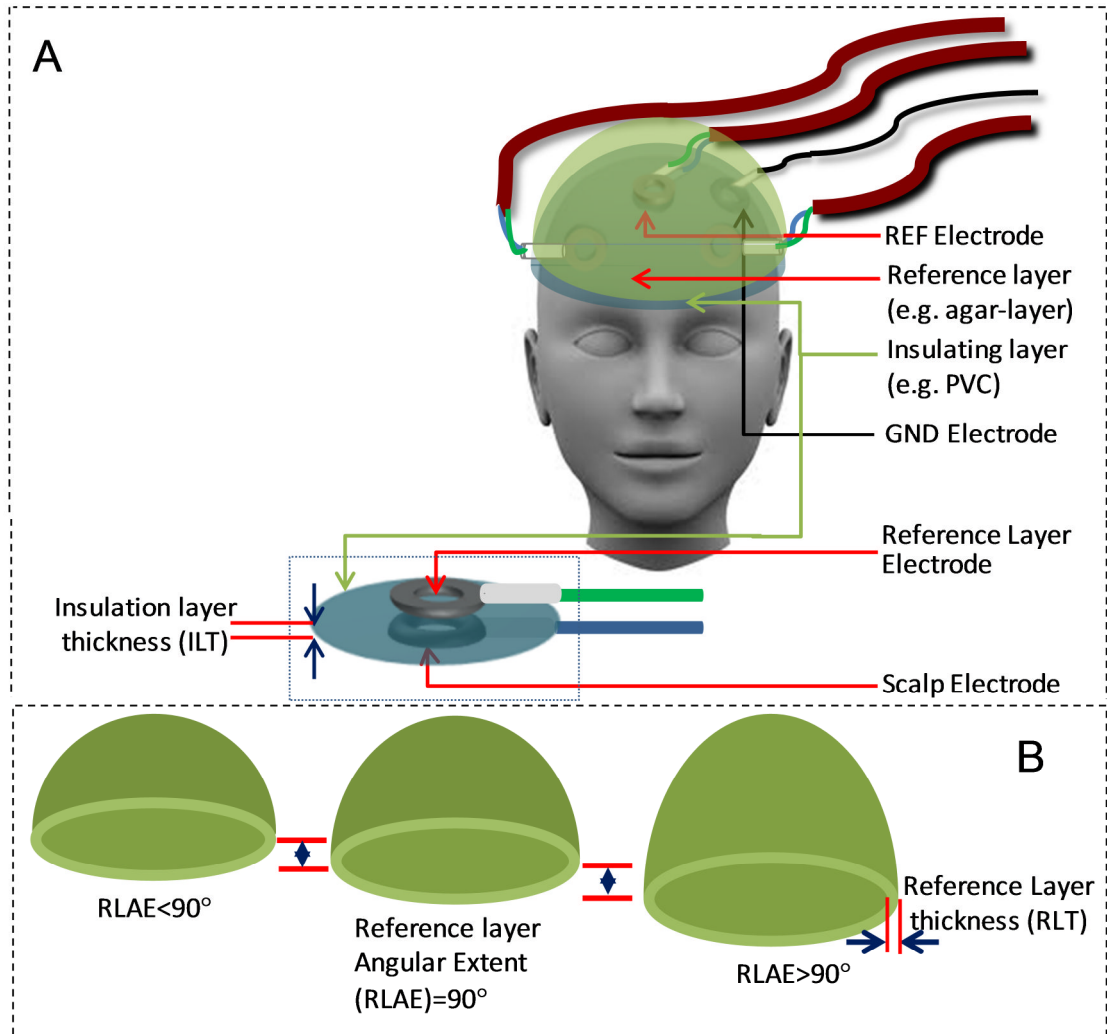 A
REF Electrode
Reference layer
(e.g. agar-layer)
Insulating layer
(e.g. PVC)
GND Electrode
Reference Layer
Electrode
Insulation layer
thickness (ILT)
Scalp Electrode
B
RLAE<90°
Reference layer
Angular Extent
(RLAE)=90°
RLAE>90°
Reference Layer
thickness (RLT)